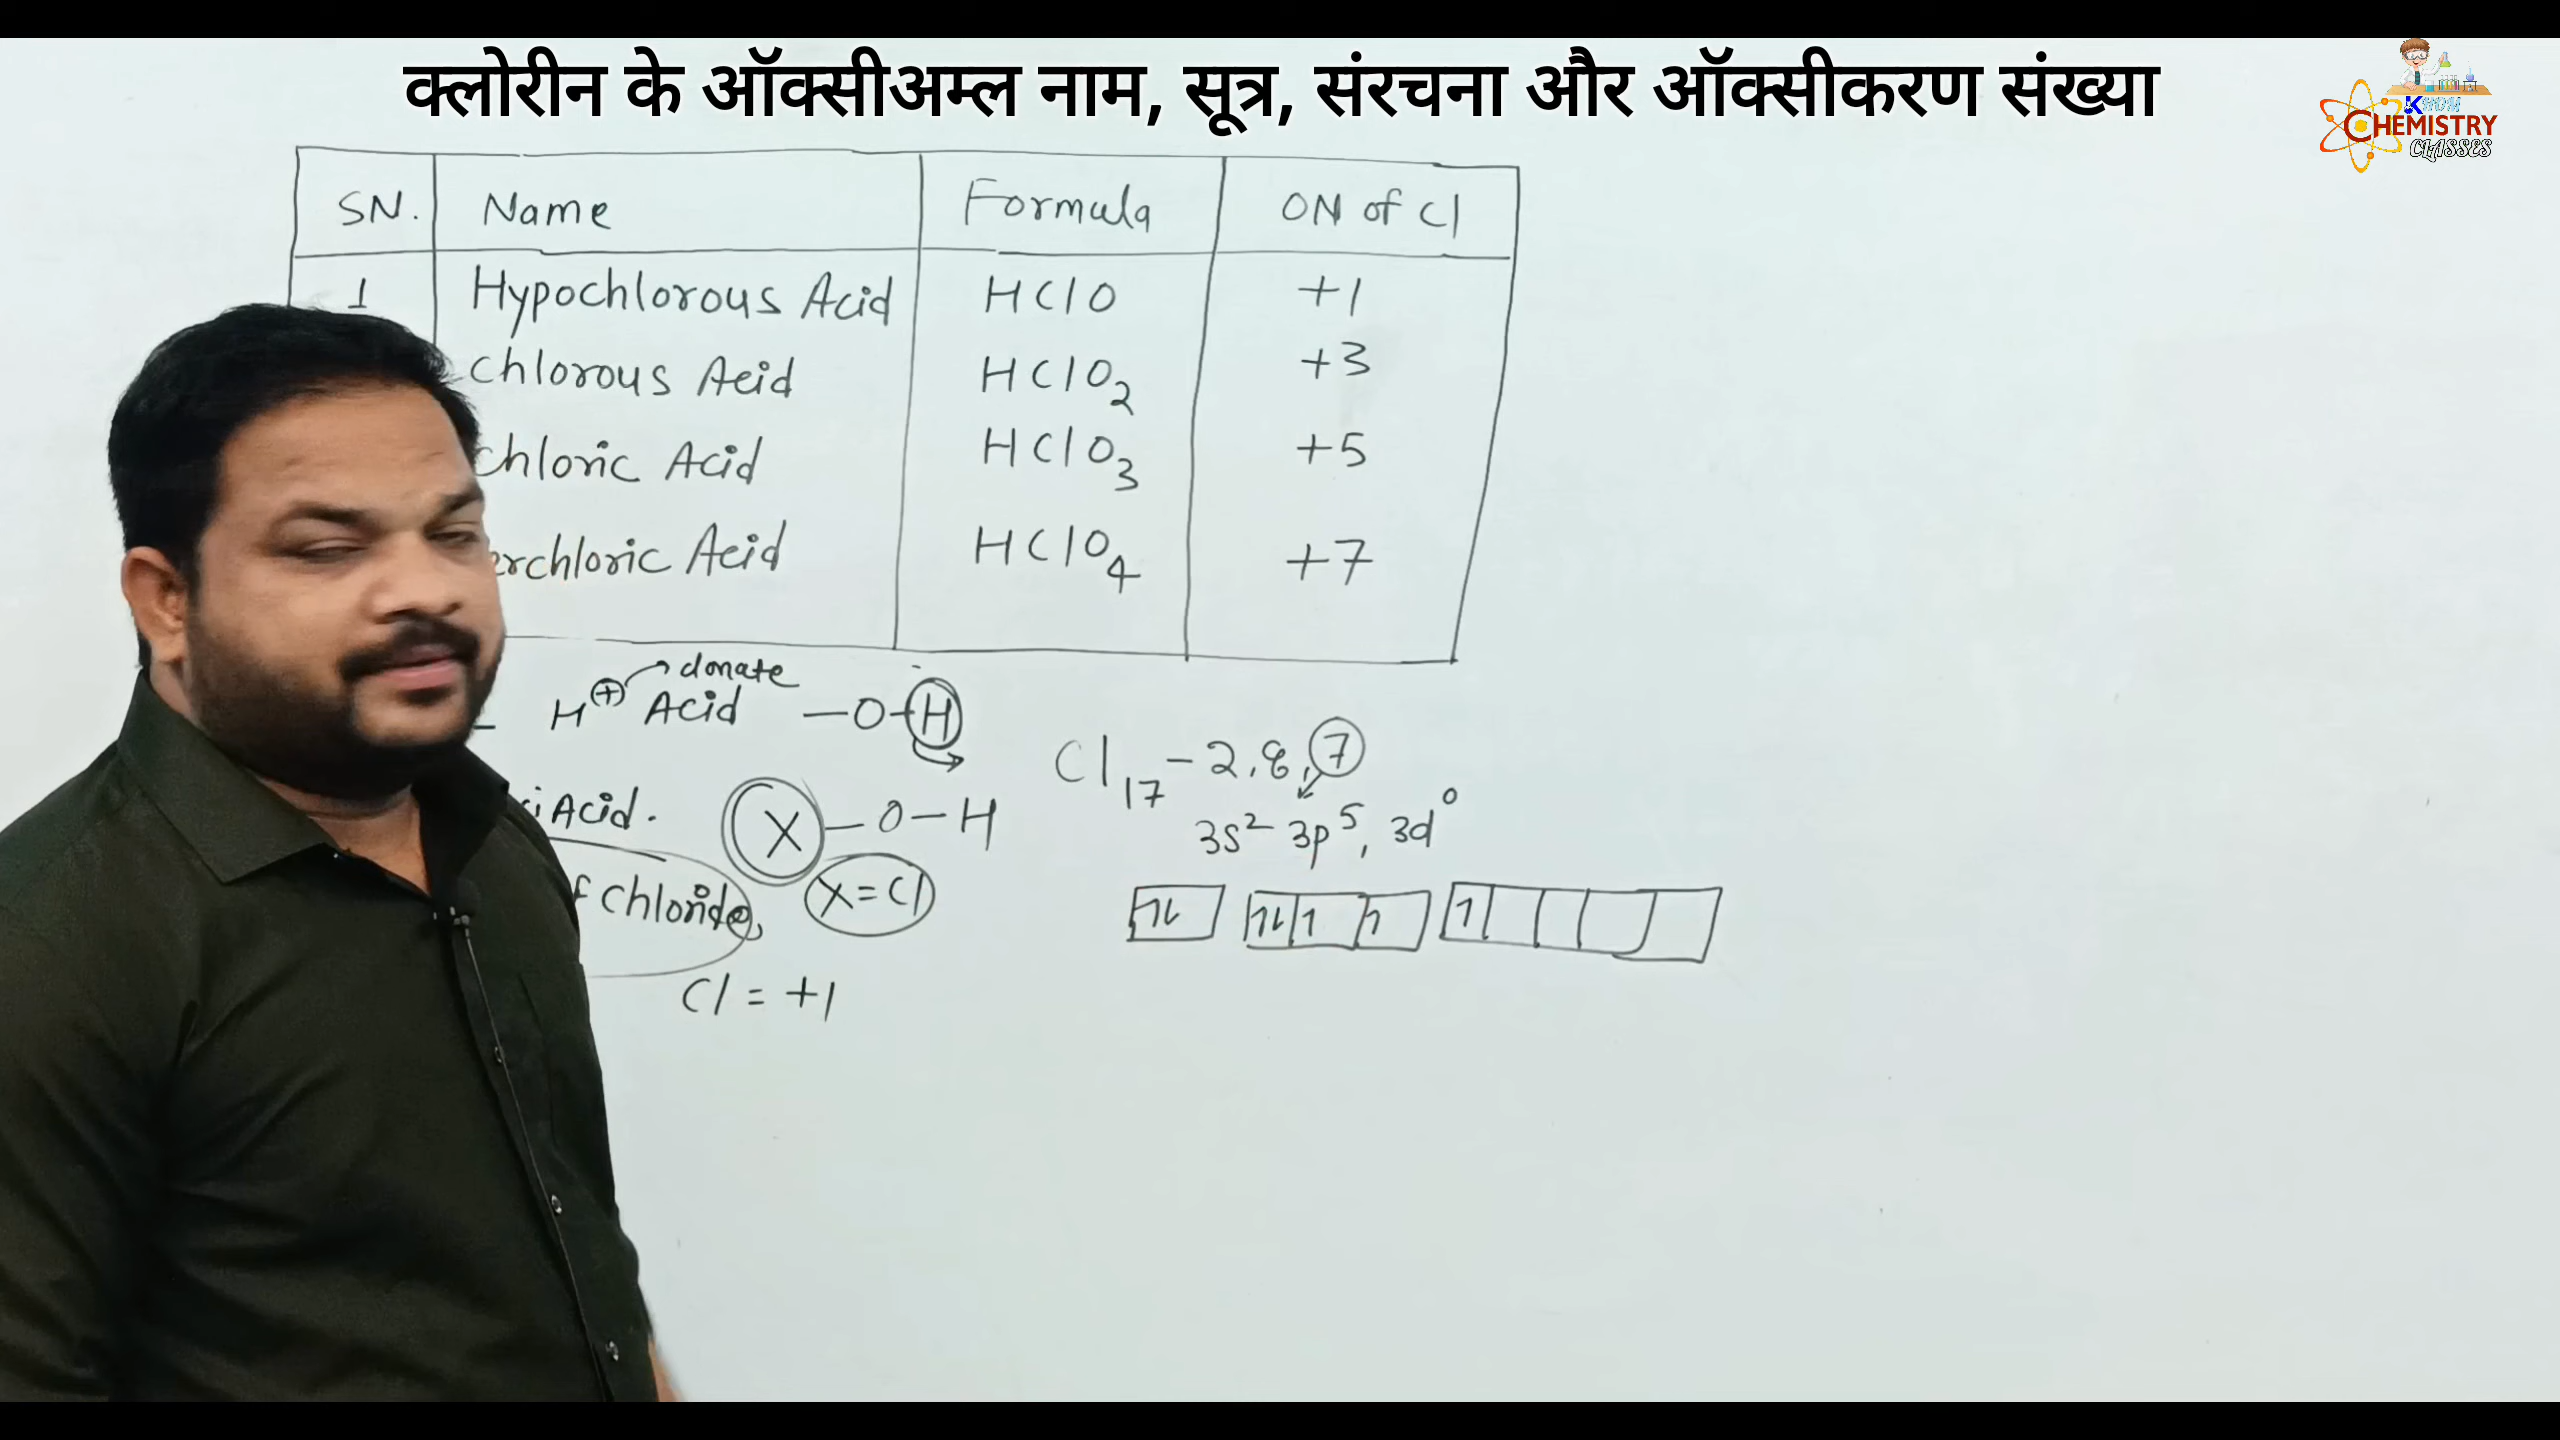 क्लोरीन के ऑक्सीअम्ल नाम, सूत्र, संरचना और ऑक्सीकरण संख्या
KHOM
CHEMISTRY
CLASSES
SN. Name Formula ON of Cl
1 Hypochlorous Acid HClO +1
Chlorous Acid HClO2 +3
Chloric Acid HClO3 +5
erchloric Acid HClO4 +7
donate
H⊕ Acid —O—H
Cl17 - 2,8,7
3s² 3p⁵, 3d⁰
i Acid. X—O—H
f Chloride, X=Cl
Cl = +1